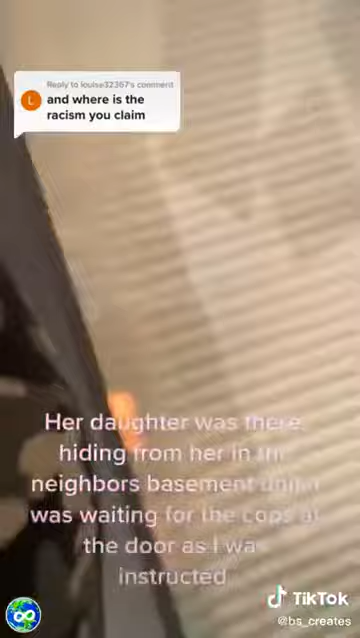 Reply to louise32367's comment
L
and where is the
racism you claim
Her daughter was there,
hiding from her in the
neighbors basement
was waiting for the cops at
the door as I was
instructed
TikTok
@bs_creates